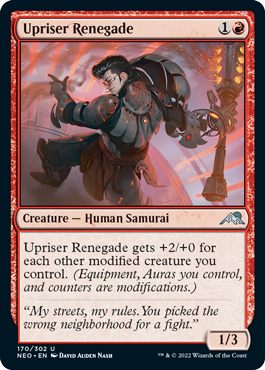 Upriser Renegade 1
Creature — Human Samurai
Upriser Renegade gets +2/+0 for
each other modified creature you
control. (Equipment, Auras you control,
and counters are modifications.)
"My streets, my rules. You picked the
wrong neighborhood for a fight."
1/3
170/302 U
NEO • EN DAVID AUDEN NASH ™ & © 2022 Wizards of the Coast